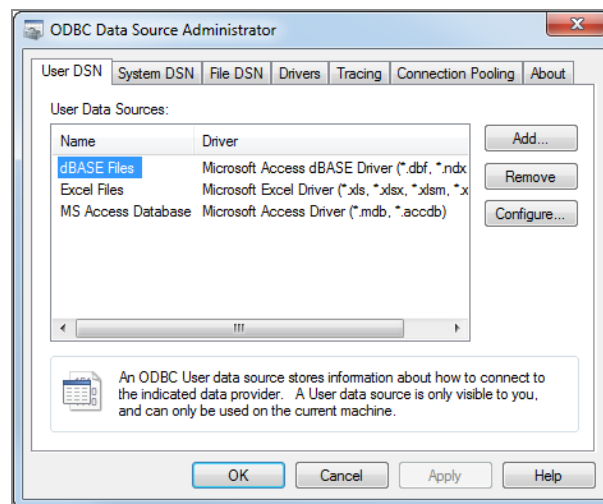 ODBC Data Source Administrator
User DSN System DSN File DSN Drivers Tracing Connection Pooling About
User Data Sources:
Name Driver
dBASE Files Microsoft Access dBASE Driver (*.dbf, *.ndx
Excel Files Microsoft Excel Driver (*.xls, *.xlsx, *.xlsm, *.x
MS Access Database Microsoft Access Driver (*.mdb, *.accdb)
Add...
Remove
Configure...
An ODBC User data source stores information about how to connect to
the indicated data provider. A User data source is only visible to you,
and can only be used on the current machine.
OK Cancel Apply Help